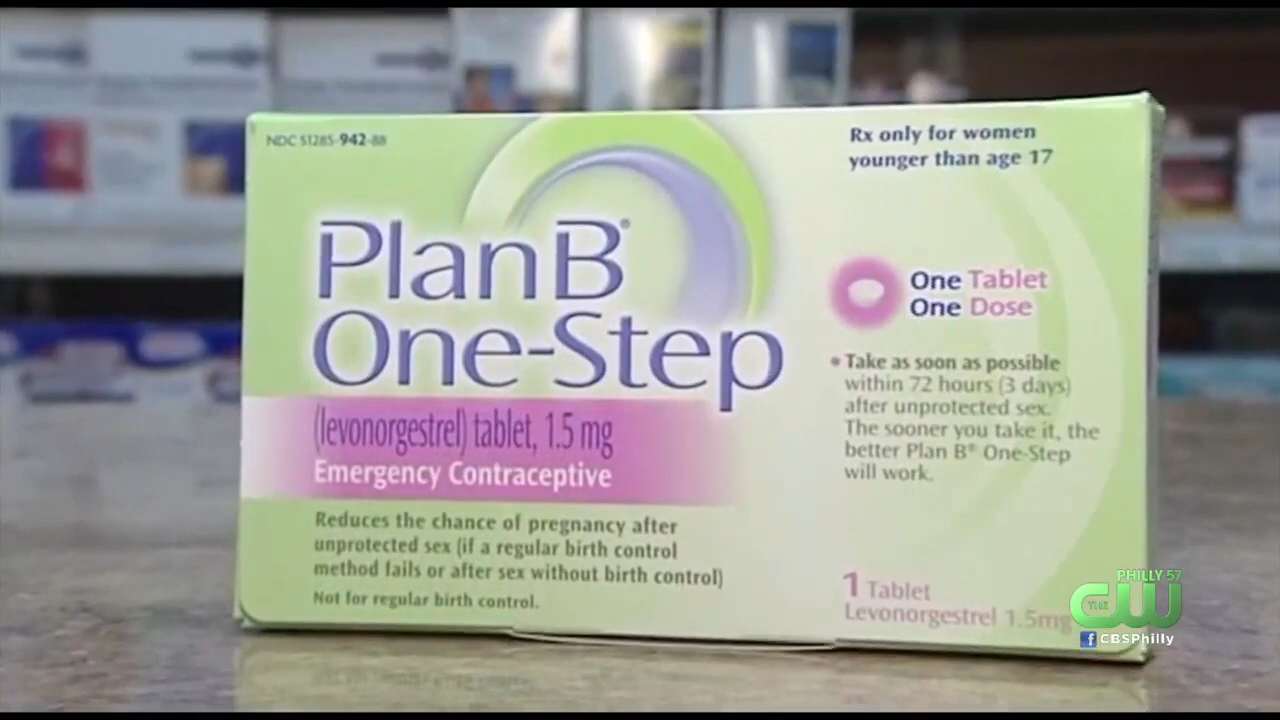 NDC 51285-942-88
Rx only for women
younger than age 17
Plan B®
One-Step
(levonorgestrel) tablet, 1.5 mg
Emergency Contraceptive
Reduces the chance of pregnancy after
unprotected sex (if a regular birth control
method fails or after sex without birth control)
Not for regular birth control.
One Tablet
One Dose
• Take as soon as possible
within 72 hours (3 days)
after unprotected sex.
The sooner you take it, the
better Plan B® One-Step
will work.
1 Tablet
Levonorgestrel 1.5mg
PHILLY 57
THE CW
f CBSPhilly